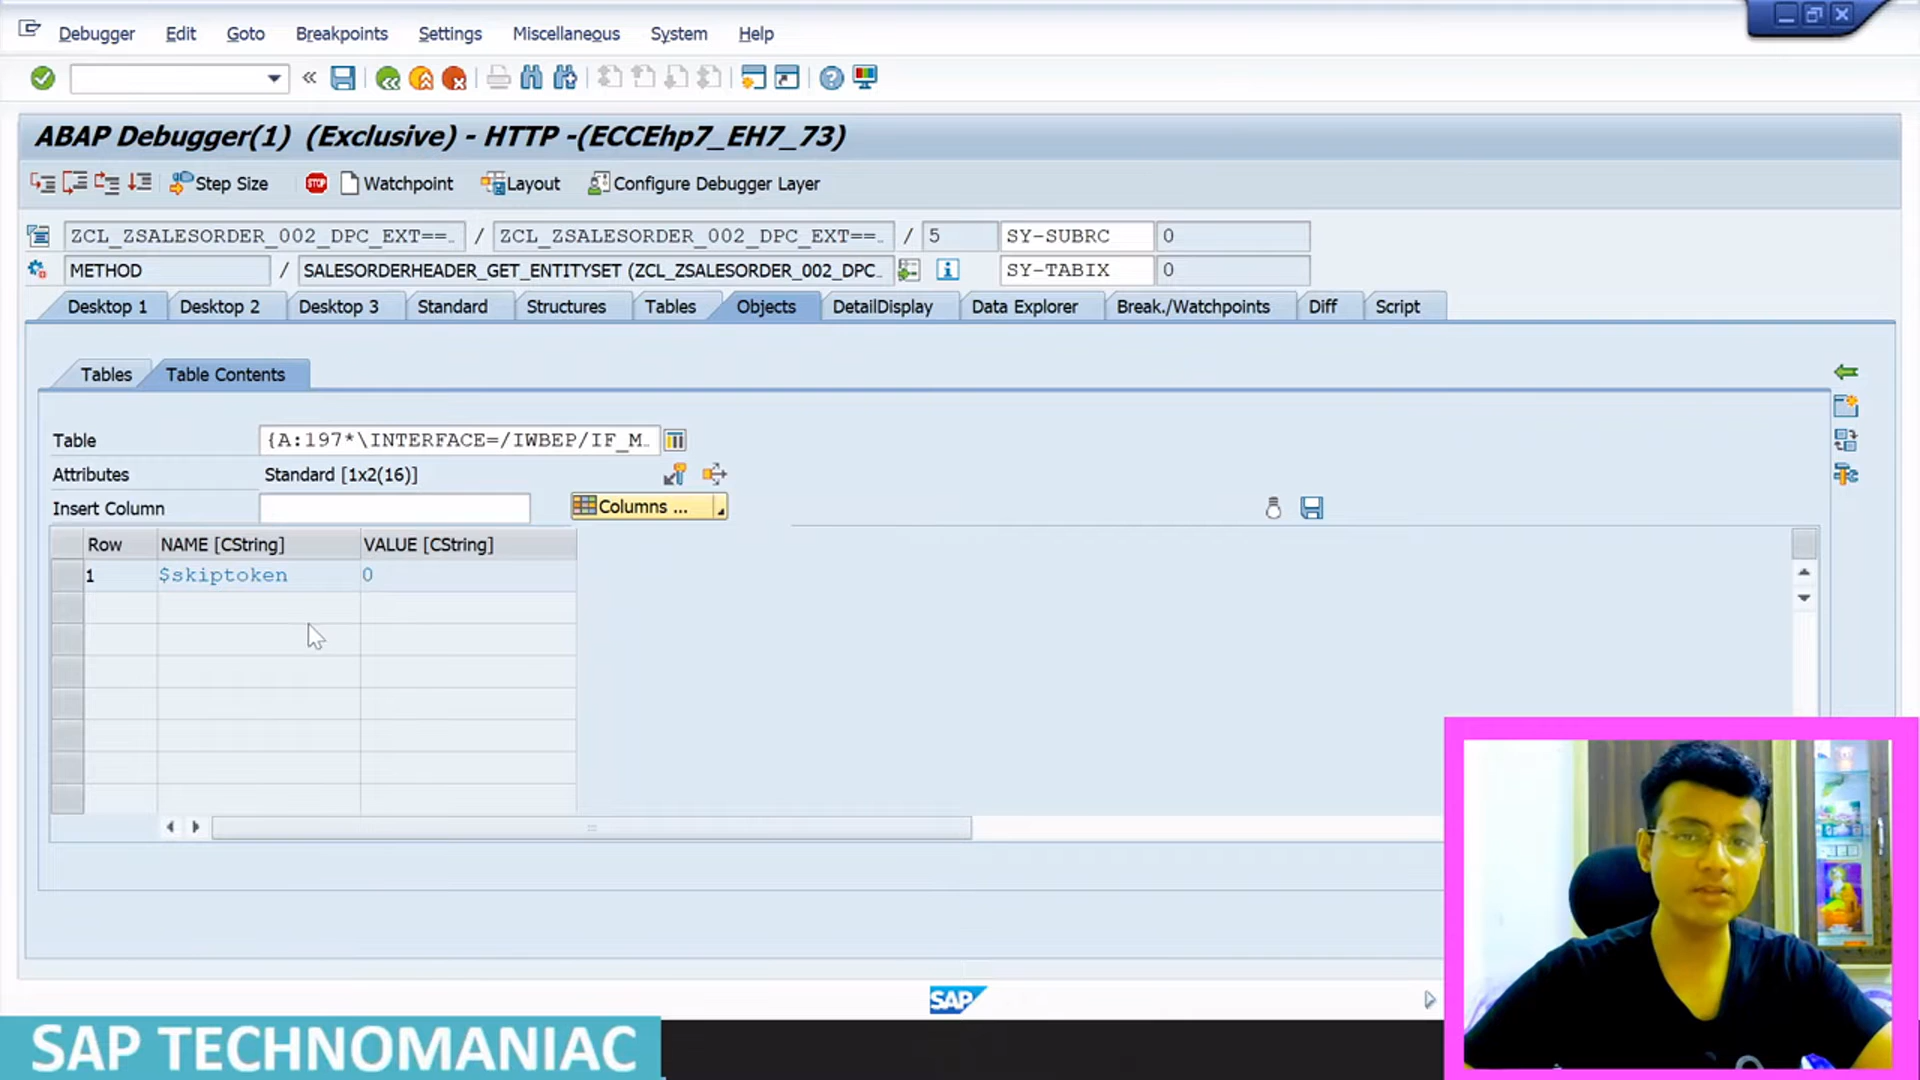 Debugger Edit Goto Breakpoints Settings Miscellaneous System Help
ABAP Debugger(1) (Exclusive) - HTTP -(ECCEhp7_EH7_73)
Step Size STOP Watchpoint Layout Configure Debugger Layer
ZCL_ZSALESORDER_002_DPC_EXT==… / ZCL_ZSALESORDER_002_DPC_EXT==… / 5 SY-SUBRC 0
METHOD / SALESORDERHEADER_GET_ENTITYSET (ZCL_ZSALESORDER_002_DPC… SY-TABIX 0
Desktop 1 Desktop 2 Desktop 3 Standard Structures Tables Objects DetailDisplay Data Explorer Break./Watchpoints Diff Script
Tables Table Contents
Table {A:197*\INTERFACE=/IWBEP/IF_M…
Attributes Standard [1x2(16)]
Insert Column Columns ...
Row NAME [CString] VALUE [CString]
1 $skiptoken 0
SAP
SAP TECHNOMANIAC